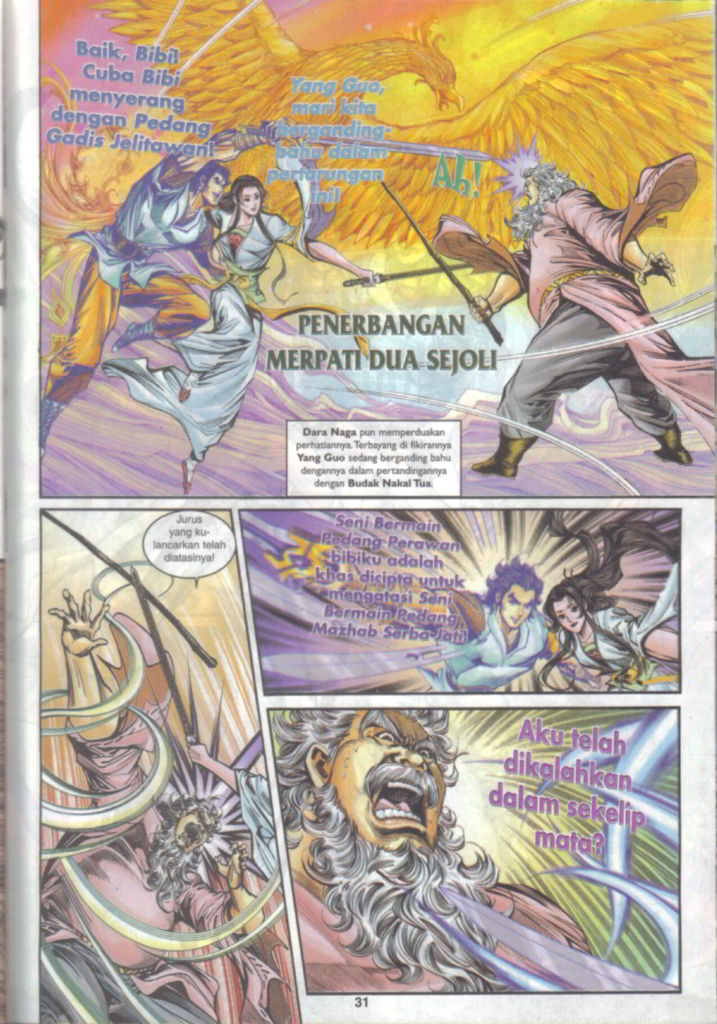 Baik, Bibi!
Cuba Bibi
menyerang
dengan Pedang
Gadis Jelitawan!
Yang Guo,
mari kita
berganding-
bahu dalam
pertarungan
ini!
Ah!
PENERBANGAN
MERPATI DUA SEJOLI
Dara Naga pun memperduakan
perhatiannya. Terbayang di fikirannya
Yang Guo sedang berganding bahu
dengannya dalam pertandingannya
dengan Budak Nakal Tua.
Jurus
yang ku-
lancarkan telah
diatasinya!
Seni Bermain
Pedang Perawan
bibiku adalah
khas dicipta untuk
mengatasi Seni
Bermain Pedang
Mazhab Serba Jati!
Aku telah
dikalahkan
dalam sekelip
mata?
31